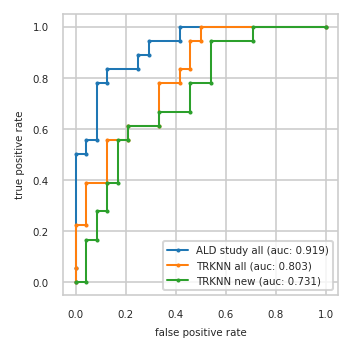 true positive rate
1.0
0.8
0.6
0.4
0.2
0.0
ALD study all (auc: 0.919)
TRKNN all (auc: 0.803)
TRKNN new (auc: 0.731)
0.0 0.2 0.4 0.6 0.8 1.0
false positive rate